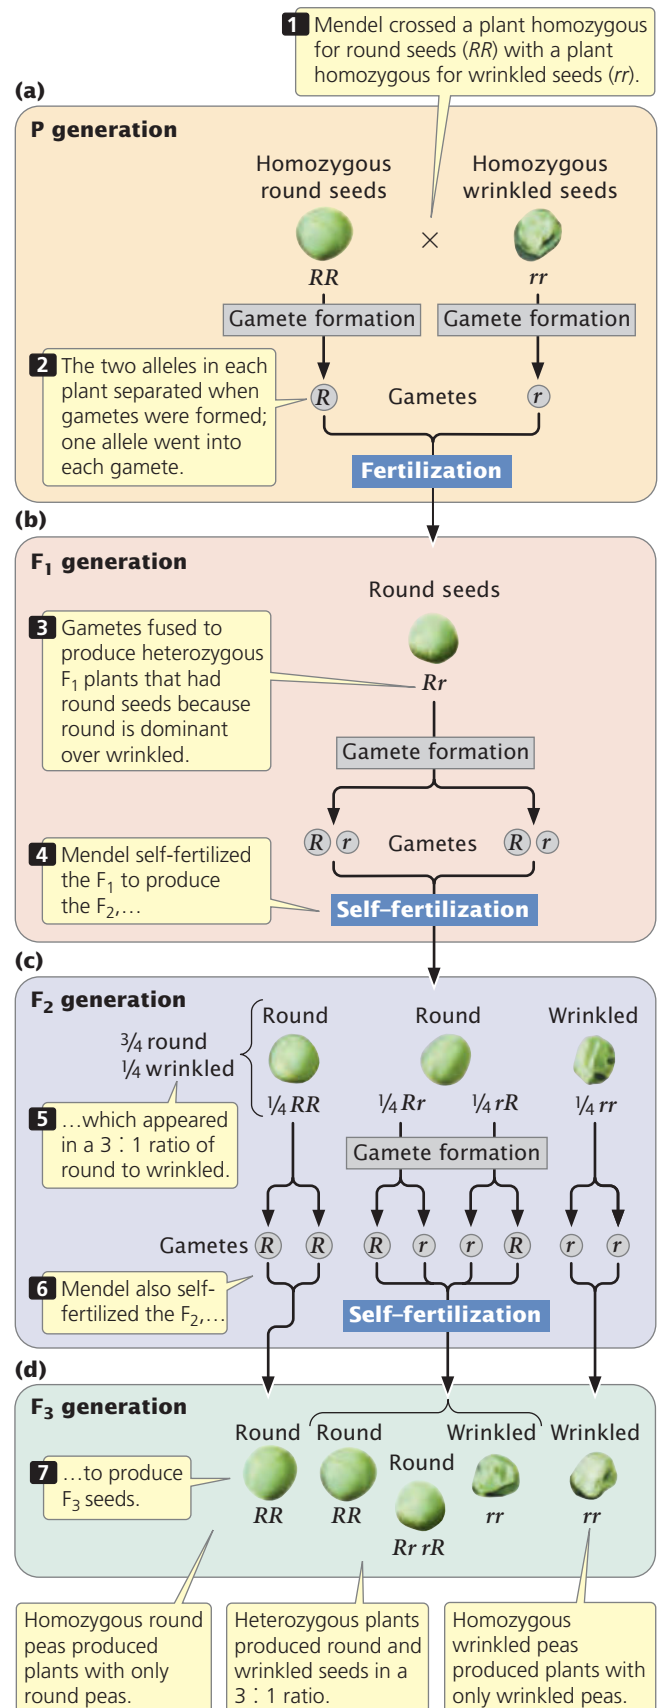 1 Mendel crossed a plant homozygous
for round seeds (RR) with a plant
homozygous for wrinkled seeds (rr).
(a)
P generation
Homozygous
round seeds
Homozygous
wrinkled seeds
×
RR
rr
Gamete formation
Gamete formation
2 The two alleles in each
plant separated when
gametes were formed;
one allele went into
each gamete.
R
Gametes
r
Fertilization
(b)
F₁ generation
Round seeds
3 Gametes fused to
produce heterozygous
F₁ plants that had
round seeds because
round is dominant
over wrinkled.
Rr
Gamete formation
R r
Gametes
R r
4 Mendel self-fertilized
the F₁ to produce
the F₂,…
Self–fertilization
(c)
F₂ generation
Round
Round
Wrinkled
¾ round
¼ wrinkled
¼ RR
¼ Rr
¼ rR
¼ rr
5 …which appeared
in a 3 : 1 ratio of
round to wrinkled.
Gamete formation
Gametes
R
R
R
r
r
R
r
r
6 Mendel also self-
fertilized the F₂,…
Self–fertilization
(d)
F₃ generation
Round
Round
Wrinkled
Wrinkled
Round
7 …to produce
F₃ seeds.
RR
RR
Rr rR
rr
rr
Homozygous round
peas produced
plants with only
round peas.
Heterozygous plants
produced round and
wrinkled seeds in a
3 : 1 ratio.
Homozygous
wrinkled peas
produced plants with
only wrinkled peas.